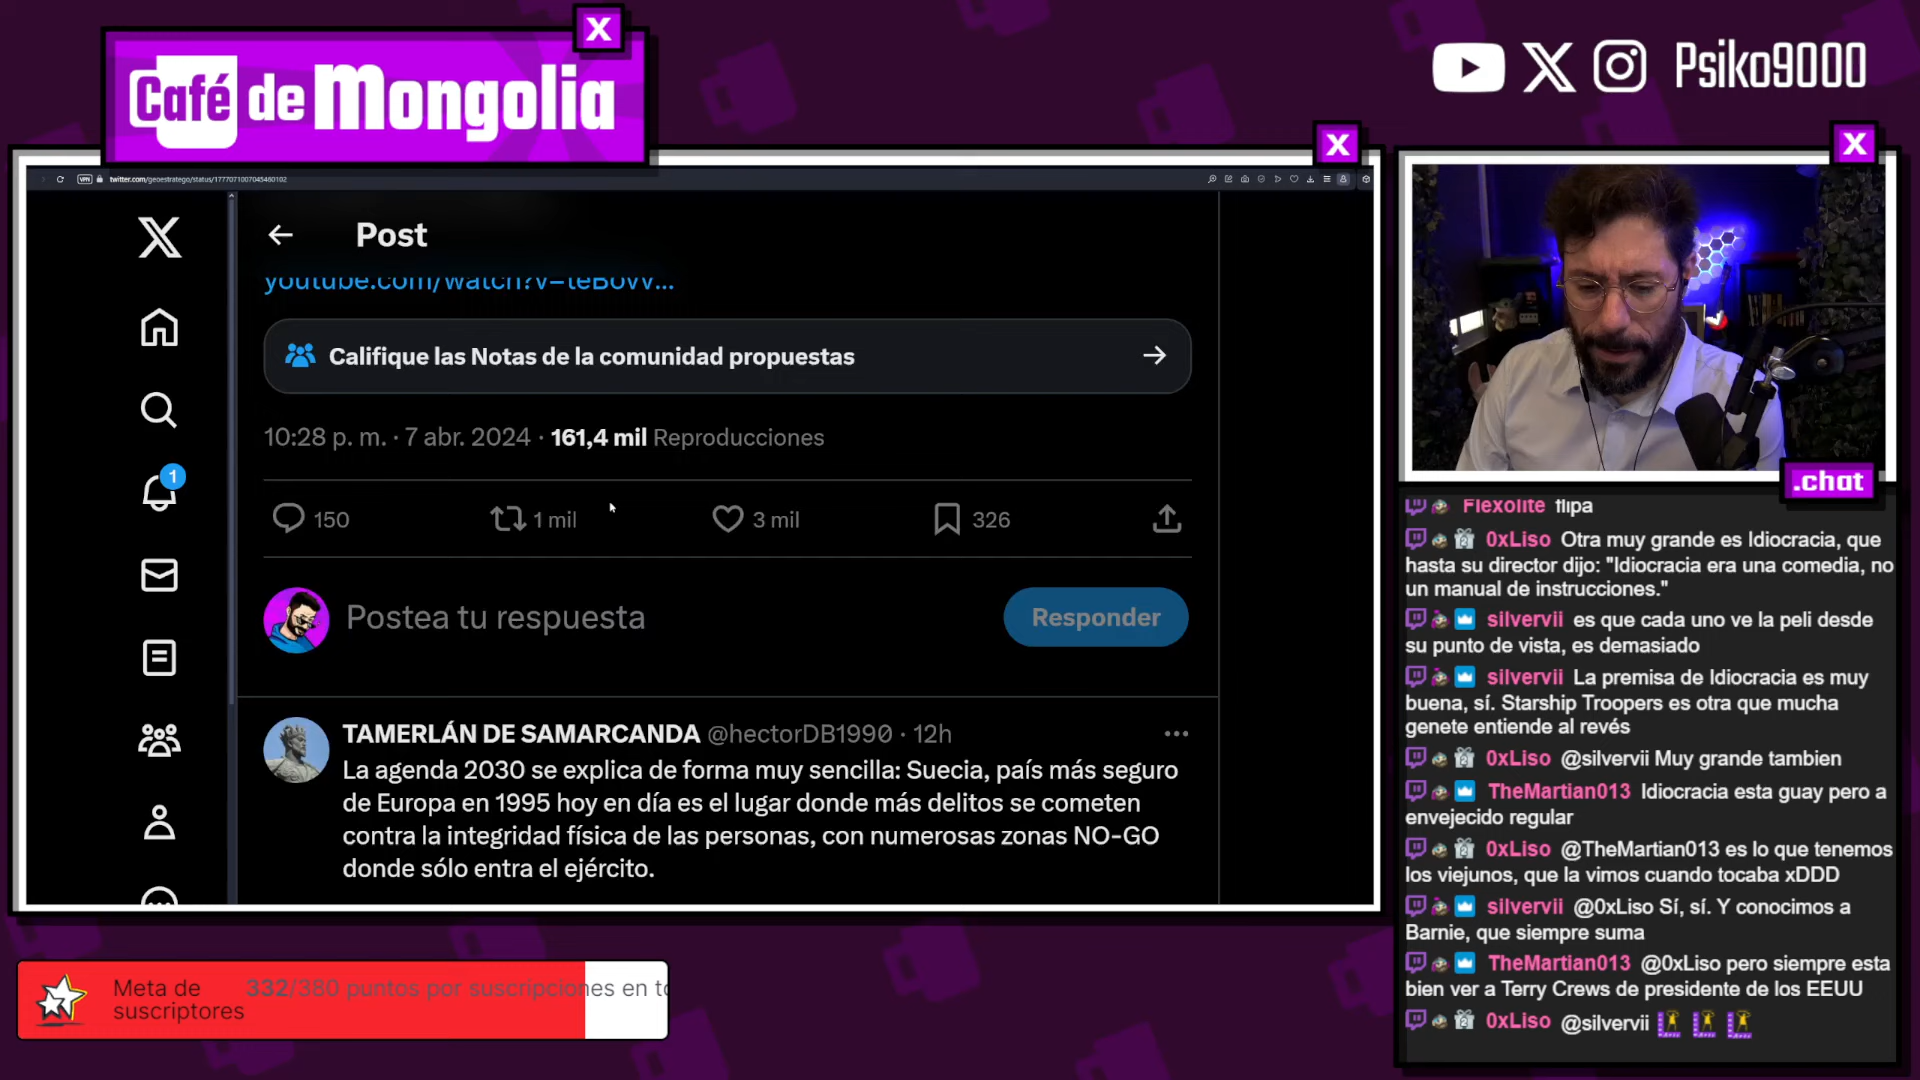 X
Café de Mongolia
Psiko9000
X
X
VPN
twitter.com/geoestratego/status/1777071007045460102
Post
1
Califique las Notas de la comunidad propuestas
10:28 p. m. · 7 abr. 2024 · 161,4 mil Reproducciones
150
1 mil
3 mil
326
Postea tu respuesta
Responder
TAMERLÁN DE SAMARCANDA @hectorDB1990 · 12h
La agenda 2030 se explica de forma muy sencilla: Suecia, país más seguro
de Europa en 1995 hoy en día es el lugar donde más delitos se cometen
contra la integridad física de las personas, con numerosas zonas NO-GO
donde sólo entra el ejército.
.chat
Flexolite flipa
0xLiso Otra muy grande es Idiocracia, que
hasta su director dijo: "Idiocracia era una comedia, no
un manual de instrucciones."
silvervii es que cada uno ve la peli desde
su punto de vista, es demasiado
silvervii La premisa de Idiocracia es muy
buena, sí. Starship Troopers es otra que mucha
genete entiende al revés
0xLiso @silvervii Muy grande tambien
TheMartian013 Idiocracia esta guay pero a
envejecido regular
0xLiso @TheMartian013 es lo que tenemos
los viejunos, que la vimos cuando tocaba xDDD
silvervii @0xLiso Sí, sí. Y conocimos a
Barnie, que siempre suma
TheMartian013 @0xLiso pero siempre esta
bien ver a Terry Crews de presidente de los EEUU
0xLiso @silvervii
Meta de
suscriptores
332/380 puntos por suscripciones en